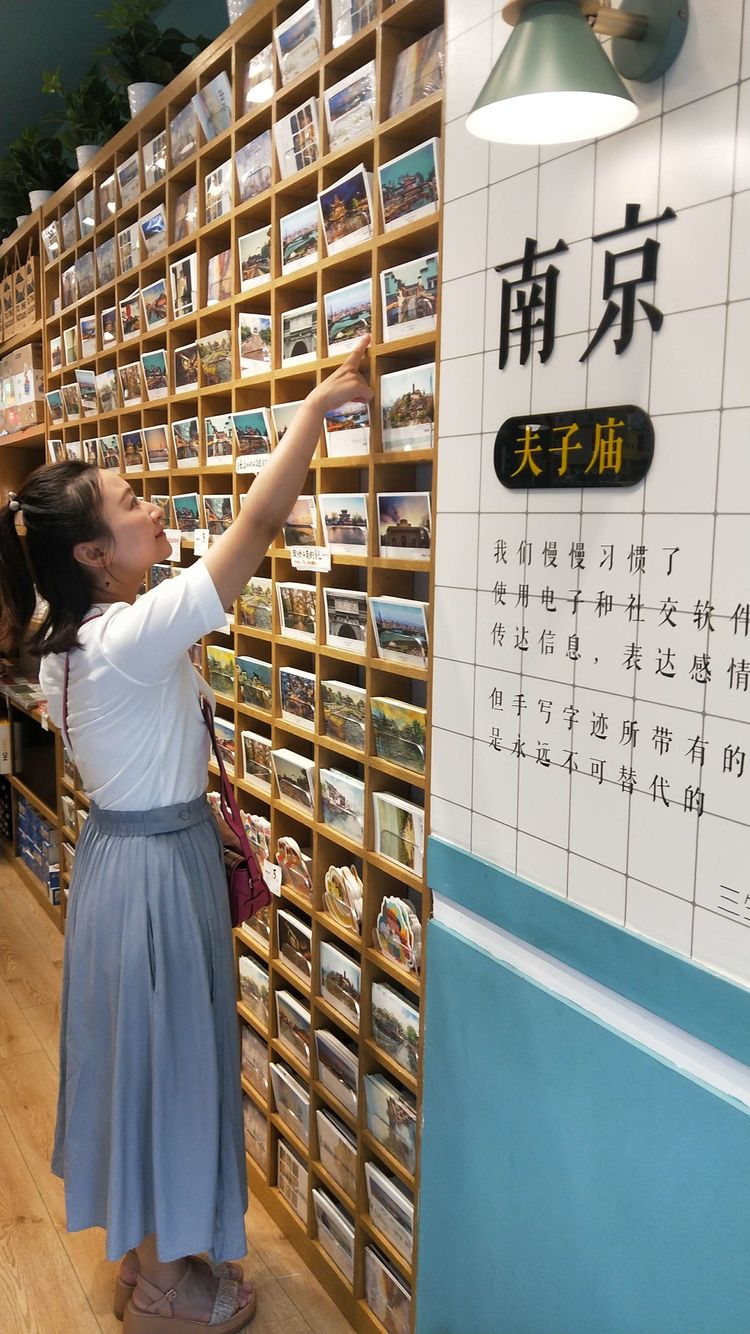 南京
夫子庙
我们慢慢习惯了
使用电子和社交软件
传达信息，表达感情
但手写字迹所带有的
是永远不可替代的
三生